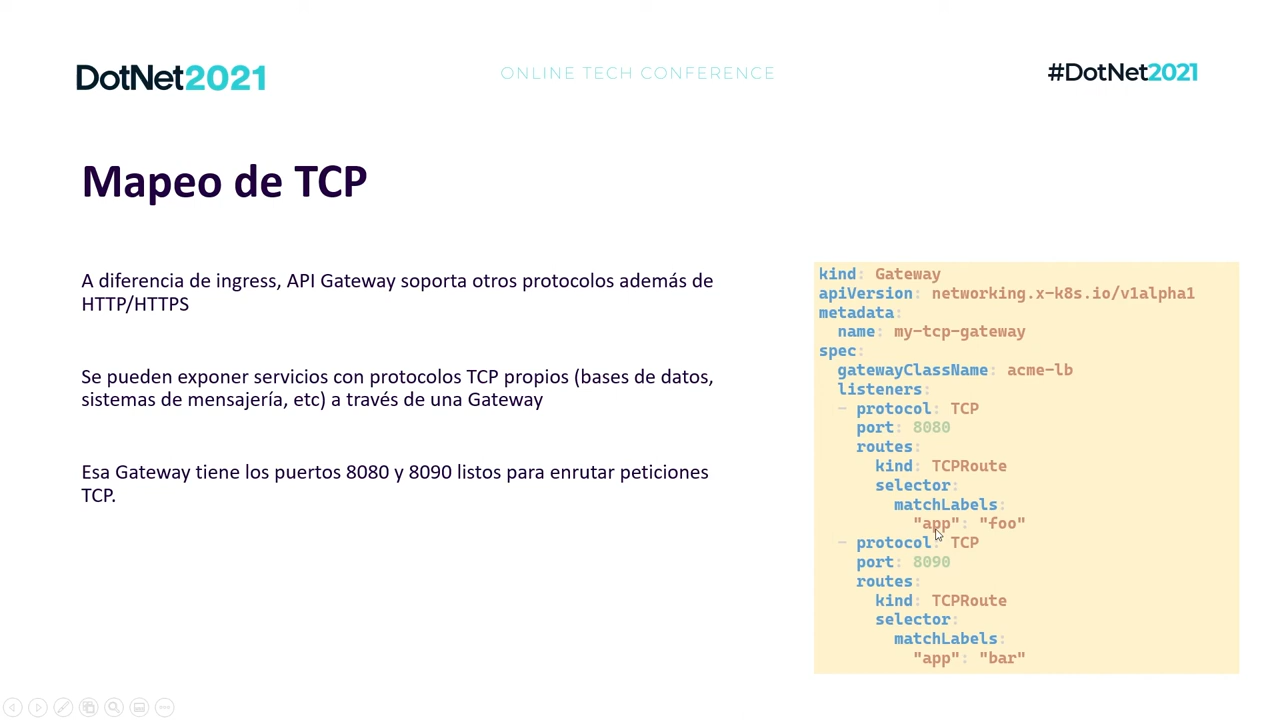 DotNet2021
ONLINE TECH CONFERENCE
#DotNet2021
Mapeo de TCP
A diferencia de ingress, API Gateway soporta otros protocolos además de
HTTP/HTTPS
Se pueden exponer servicios con protocolos TCP propios (bases de datos,
sistemas de mensajería, etc) a través de una Gateway
Esa Gateway tiene los puertos 8080 y 8090 listos para enrutar peticiones
TCP.
kind: Gateway
apiVersion: networking.x-k8s.io/v1alpha1
metadata:
  name: my-tcp-gateway
spec:
  gatewayClassName: acme-lb
  listeners:
  - protocol: TCP
    port: 8080
    routes:
      kind: TCPRoute
      selector:
        matchLabels:
          "app": "foo"
  - protocol: TCP
    port: 8090
    routes:
      kind: TCPRoute
      selector:
        matchLabels:
          "app": "bar"